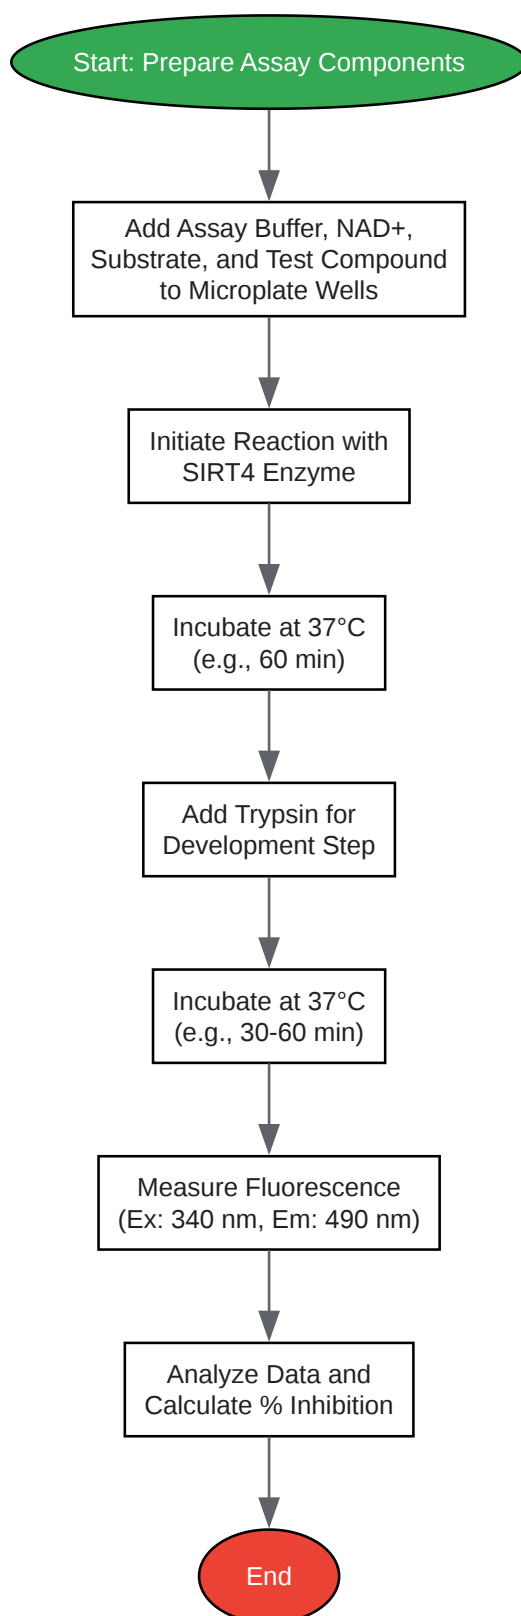 Start: Prepare Assay Components
Add Assay Buffer, NAD+,
Substrate, and Test Compound
to Microplate Wells
Initiate Reaction with
SIRT4 Enzyme
Incubate at 37°C
(e.g., 60 min)
Add Trypsin for
Development Step
Incubate at 37°C
(e.g., 30-60 min)
Measure Fluorescence
(Ex: 340 nm, Em: 490 nm)
Analyze Data and
Calculate % Inhibition
End